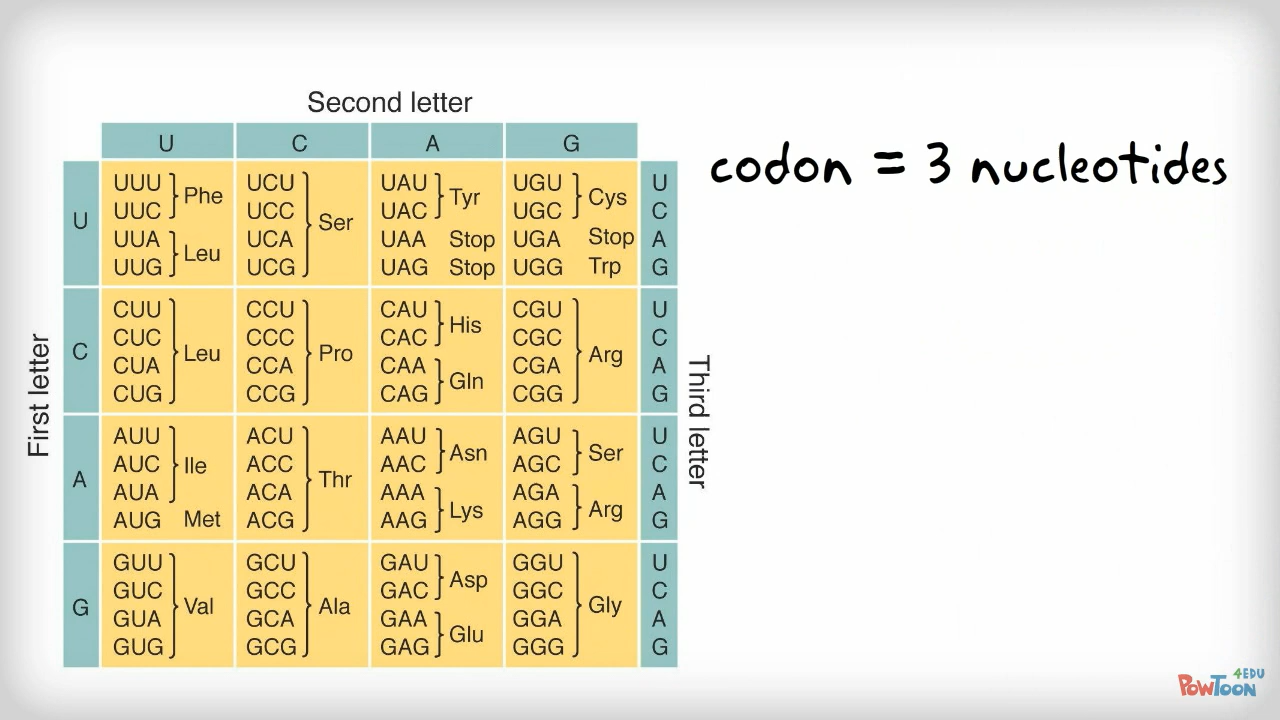 Second letter
codon = 3 nucleotides
U C A G
First letter
Third letter
U
UUU UUC Phe
UUA UUG Leu
UCU UCC UCA UCG Ser
UAU UAC Tyr
UAA Stop
UAG Stop
UGU UGC Cys
UGA Stop
UGG Trp
U C A G
C
CUU CUC CUA CUG Leu
CCU CCC CCA CCG Pro
CAU CAC His
CAA CAG Gln
CGU CGC CGA CGG Arg
U C A G
A
AUU AUC AUA Ile
AUG Met
ACU ACC ACA ACG Thr
AAU AAC Asn
AAA AAG Lys
AGU AGC Ser
AGA AGG Arg
U C A G
G
GUU GUC GUA GUG Val
GCU GCC GCA GCG Ala
GAU GAC Asp
GAA GAG Glu
GGU GGC GGA GGG Gly
U C A G
4EDU
PowToon